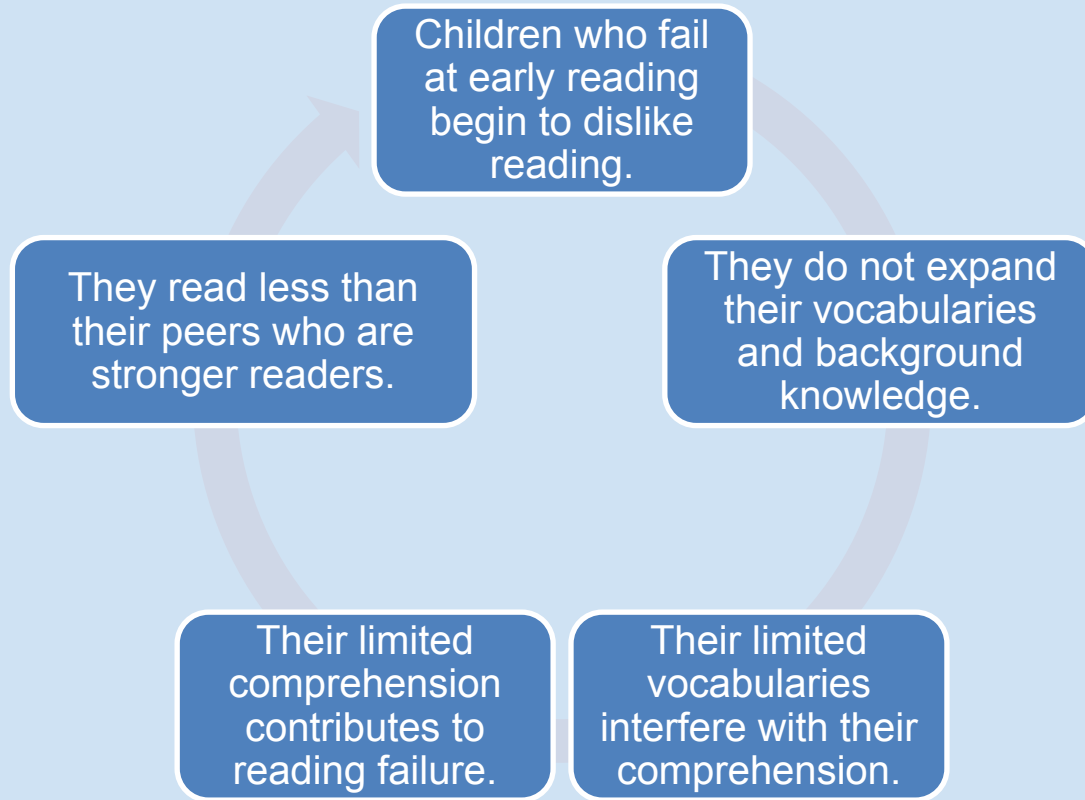 Children who fail
at early reading
begin to dislike
reading.
They do not expand
their vocabularies
and background
knowledge.
Their limited
vocabularies
interfere with their
comprehension.
Their limited
comprehension
contributes to
reading failure.
They read less than
their peers who are
stronger readers.